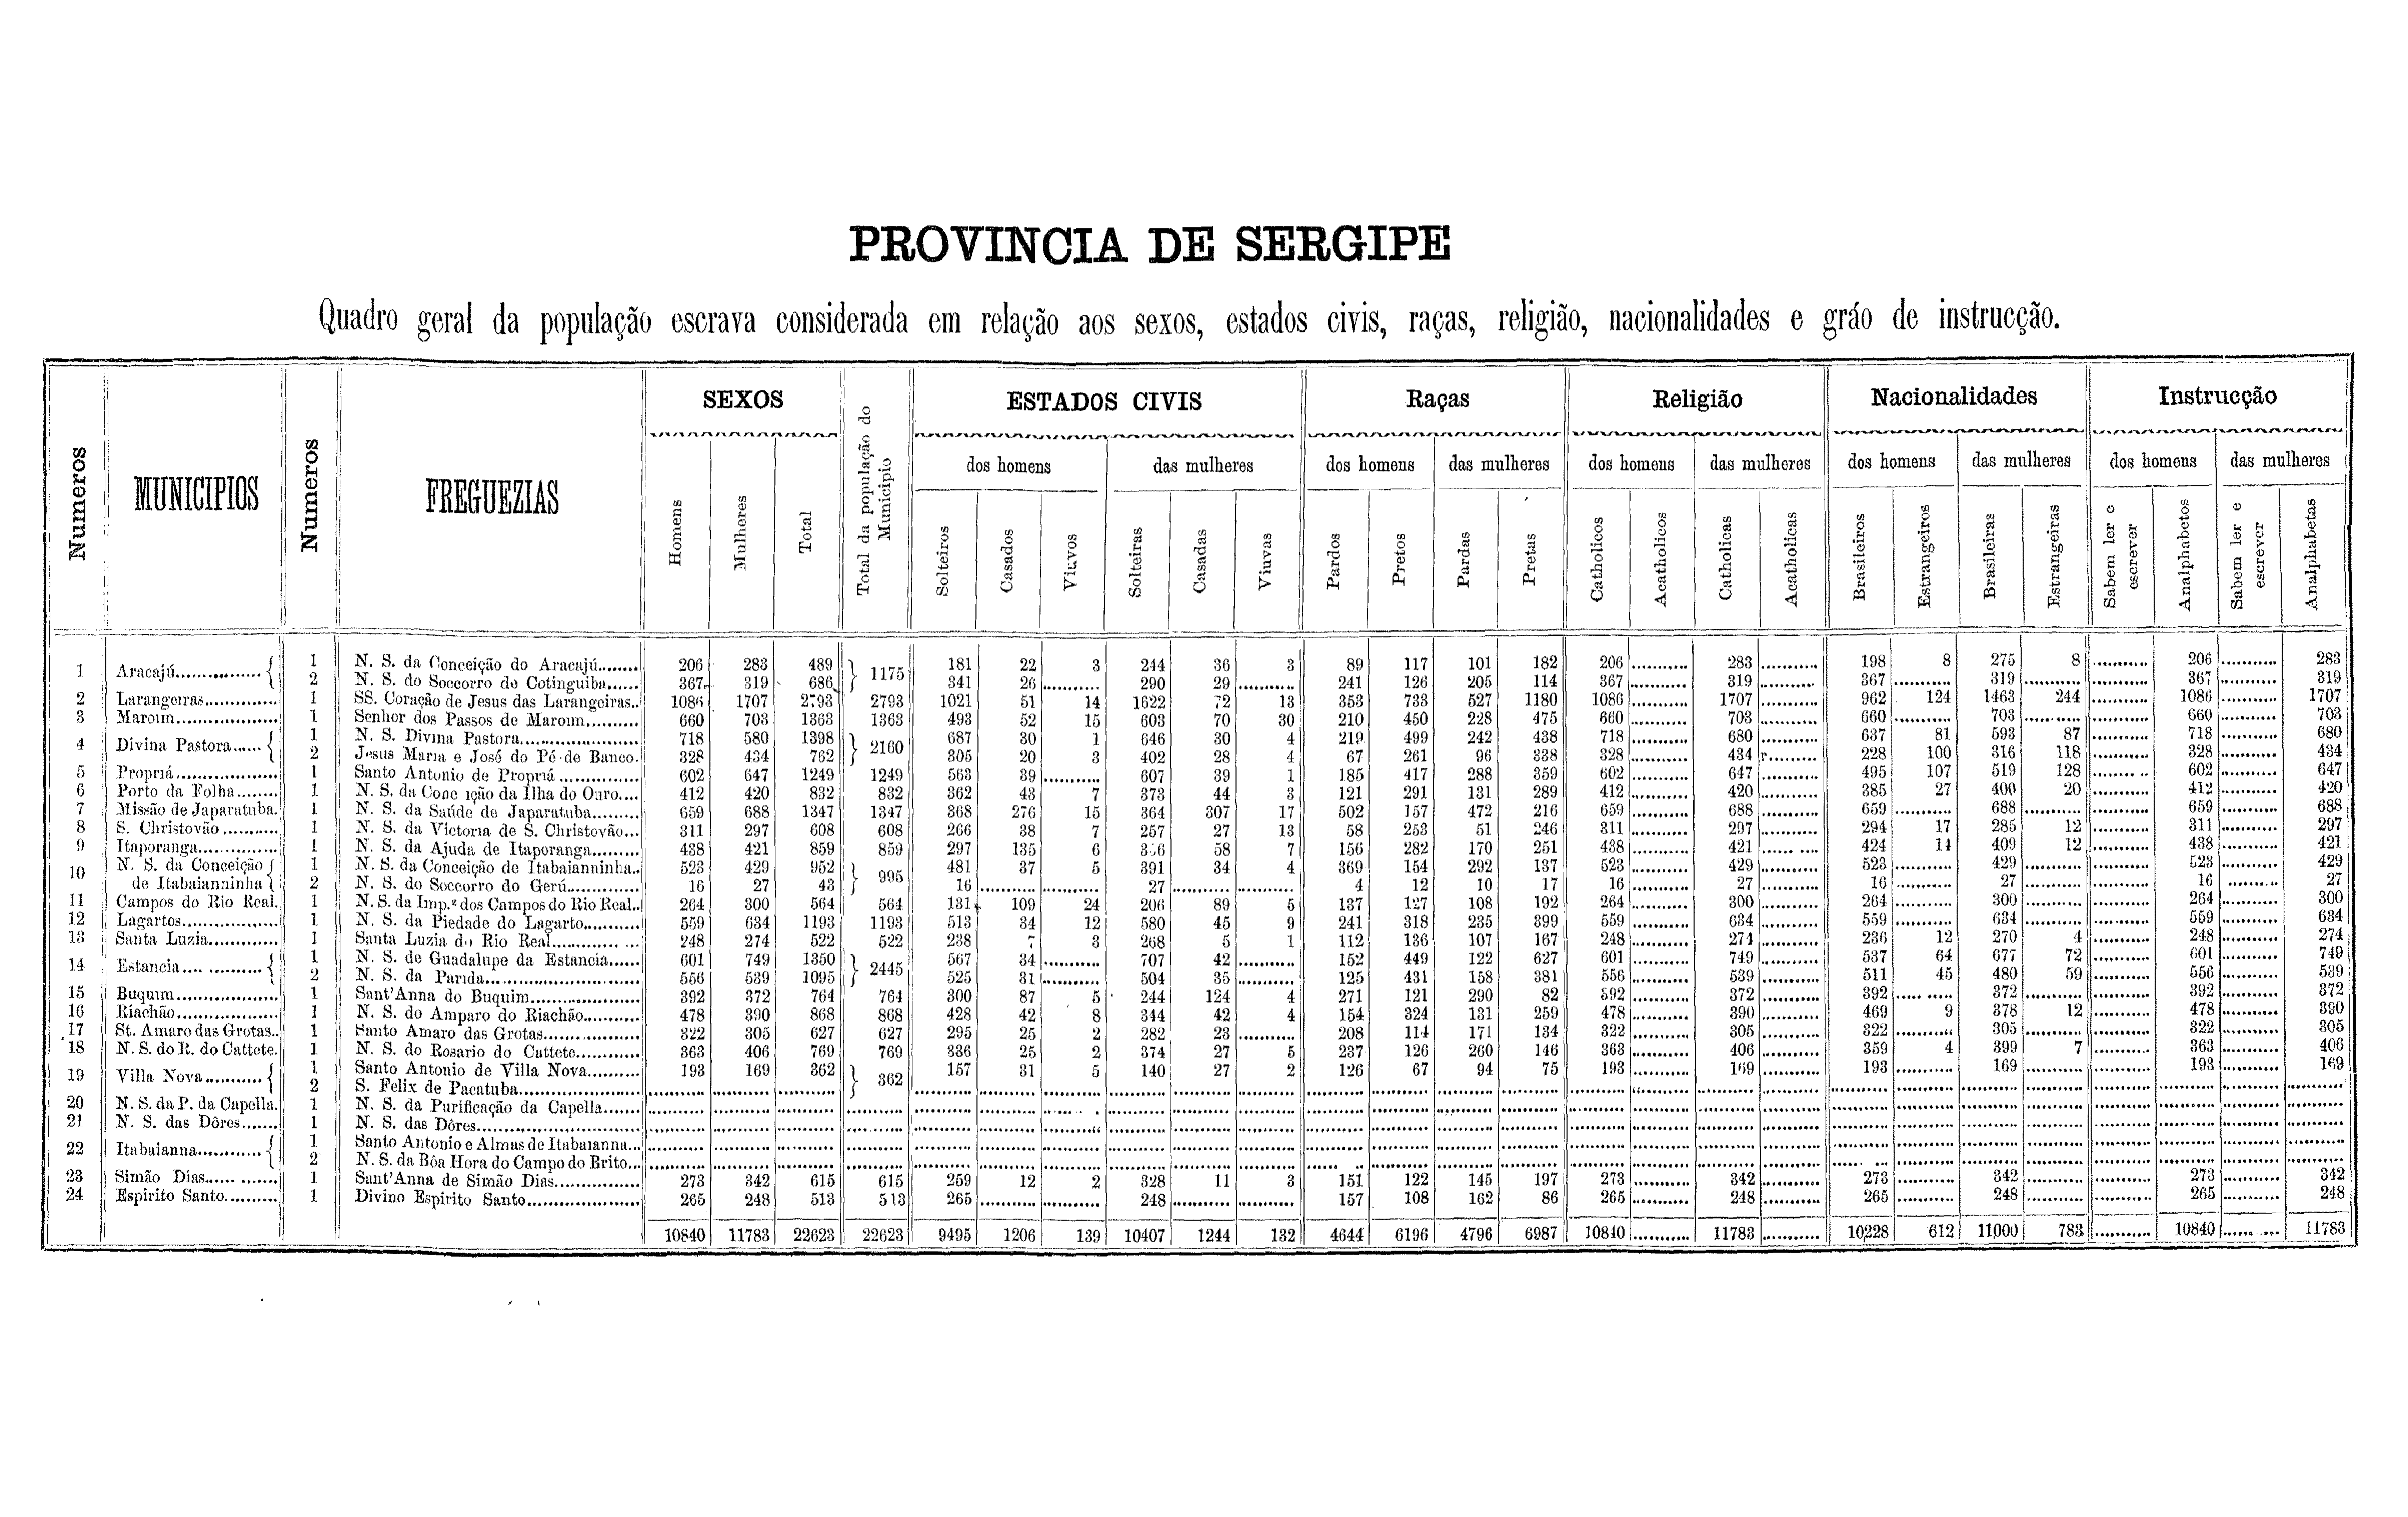 PROVINCIA DE SERGIPE
Quadro geral da população escrava considerada em relação aos sexos, estados civis, raças, religião, nacionalidades e gráo de instrucção.
Numeros MUNICIPIOS Numeros FREGUEZIAS SEXOS Total da população do Municipio ESTADOS CIVIS Raças Religião Nacionalidades Instrucção
dos homens das mulheres dos homens das mulheres dos homens das mulheres dos homens das mulheres dos homens das mulheres
Homens Mulheres Total Solteiros Casados Viuvos Solteiras Casadas Viuvas Pardos Pretos Pardas Pretas Catholicos Acatholicos Catholicas Acatholicas Brasileiros Estrangeiros Brasileiras Estrangeiras Sabem ler e escrever Analphabetos Sabem ler e escrever Analphabetas
1 Aracajú 1 N. S. da Conceição do Aracajú 206 283 489 1175 181 22 3 244 36 3 89 117 101 182 206 283 198 8 275 8 206 283
2 N. S. do Soccorro do Cotinguiba 367 319 686 341 26 290 29 241 126 205 114 367 319 367 319 367 319
2 Larangeiras 1 SS. Coração de Jesus das Larangeiras 1086 1707 2793 2793 1021 51 14 1622 72 13 353 733 527 1180 1086 1707 962 124 1463 244 1086 1707
3 Maroim 1 Senhor dos Passos de Maroim 660 703 1363 1363 493 52 15 603 70 30 210 450 228 475 660 703 660 703 660 703
4 Divina Pastora 1 N. S. Divina Pastora 718 580 1398 2160 687 30 1 646 30 4 219 499 242 438 718 680 637 81 593 87 718 680
2 Jesus Maria e José do Pé de Banco. 328 434 762 305 20 3 402 28 4 67 261 96 338 328 434 228 100 316 118 328 434
5 Propriá 1 Santo Antonio de Propriá 602 647 1249 1249 563 39 607 39 1 185 417 288 359 602 647 495 107 519 128 602 647
6 Porto da Folha 1 N. S. da Conc ição da Ilha do Ouro 412 420 832 832 362 43 7 373 44 3 121 291 131 289 412 420 385 27 400 20 412 420
7 Missão de Japaratuba. 1 N. S. da Saúde de Japaratuba 659 688 1347 1347 368 276 15 364 307 17 502 157 472 216 659 688 659 688 659 688
8 S. Christovão 1 N. S. da Victoria de S. Christovão 311 297 608 608 266 38 7 257 27 13 58 253 51 246 311 297 294 17 285 12 311 297
9 Itaporanga 1 N. S. da Ajuda de Itaporanga 438 421 859 859 297 135 6 58 7 156 282 170 251 438 421 424 14 409 12 438 421
10 N. S. da Conceição de Itabaianninha 1 N. S. da Conceição de Itabaianninha 523 429 952 995 481 37 5 391 34 4 369 154 292 137 523 429 523 429 523 429
2 N. S. do Soccorro do Gerú 16 27 43 16 27 4 12 10 17 16 27 16 27 16 27
11 Campos do Rio Real. 1 N. S. da Imp.z dos Campos do Rio Real 264 300 564 564 131 109 24 206 89 5 137 127 108 192 264 300 264 300 264 300
12 Lagartos 1 N. S. da Piedade do Lagarto 559 634 1193 1193 513 34 12 580 45 9 241 318 235 399 559 634 559 634 559 634
13 Santa Luzia 1 Santa Luzia do Rio Real 248 274 522 522 238 7 3 268 5 1 112 136 107 167 248 274 236 12 270 4 248 274
14 Estancia 1 N. S. de Guadalupe da Estancia 601 749 1350 2445 567 34 707 42 152 449 122 627 601 749 537 64 677 72 601 749
2 N. S. da Parida 556 539 1095 525 31 504 35 125 431 158 381 556 539 511 45 480 59 556 539
15 Buquim 1 Sant'Anna do Buquim 392 372 764 764 300 87 5 244 124 4 271 121 290 82 392 372 392 372 392 372
16 Riachão 1 N. S. do Amparo do Riachão 478 390 868 868 428 42 8 344 42 4 154 324 131 259 478 390 469 9 378 12 478 390
17 St. Amaro das Grotas 1 Santo Amaro das Grotas 322 305 627 627 295 25 2 282 23 208 114 171 134 322 305 322 305 322 305
18 N. S. do R. do Cattete. 1 N. S. do Rosario do Cattete 363 406 769 769 336 25 2 374 27 5 237 126 260 146 363 406 359 4 399 7 363 406
19 Villa Nova 1 Santo Antonio de Villa Nova 193 169 362 362 157 31 5 140 27 2 126 67 94 75 193 169 193 169 193 169
2 S. Felix de Pacatuba
20 N. S. da P. da Capella. 1 N. S. da Purificação da Capella
21 N. S. das Dôres 1 N. S. das Dôres
22 Itabaianna 1 Santo Antonio e Almas de Itabaianna
2 N. S. da Bôa Hora do Campo do Brito
23 Simão Dias 1 Sant'Anna de Simão Dias 273 342 615 615 259 12 2 328 11 3 151 122 145 197 273 342 273 342 273 342
24 Espirito Santo 1 Divino Espirito Santo 265 248 513 513 265 248 157 108 162 86 265 248 265 248 265 248
10840 11783 22623 22623 9495 1206 139 10407 1244 132 4644 6196 4796 6987 10840 11783 10228 612 11000 783 10840 11783